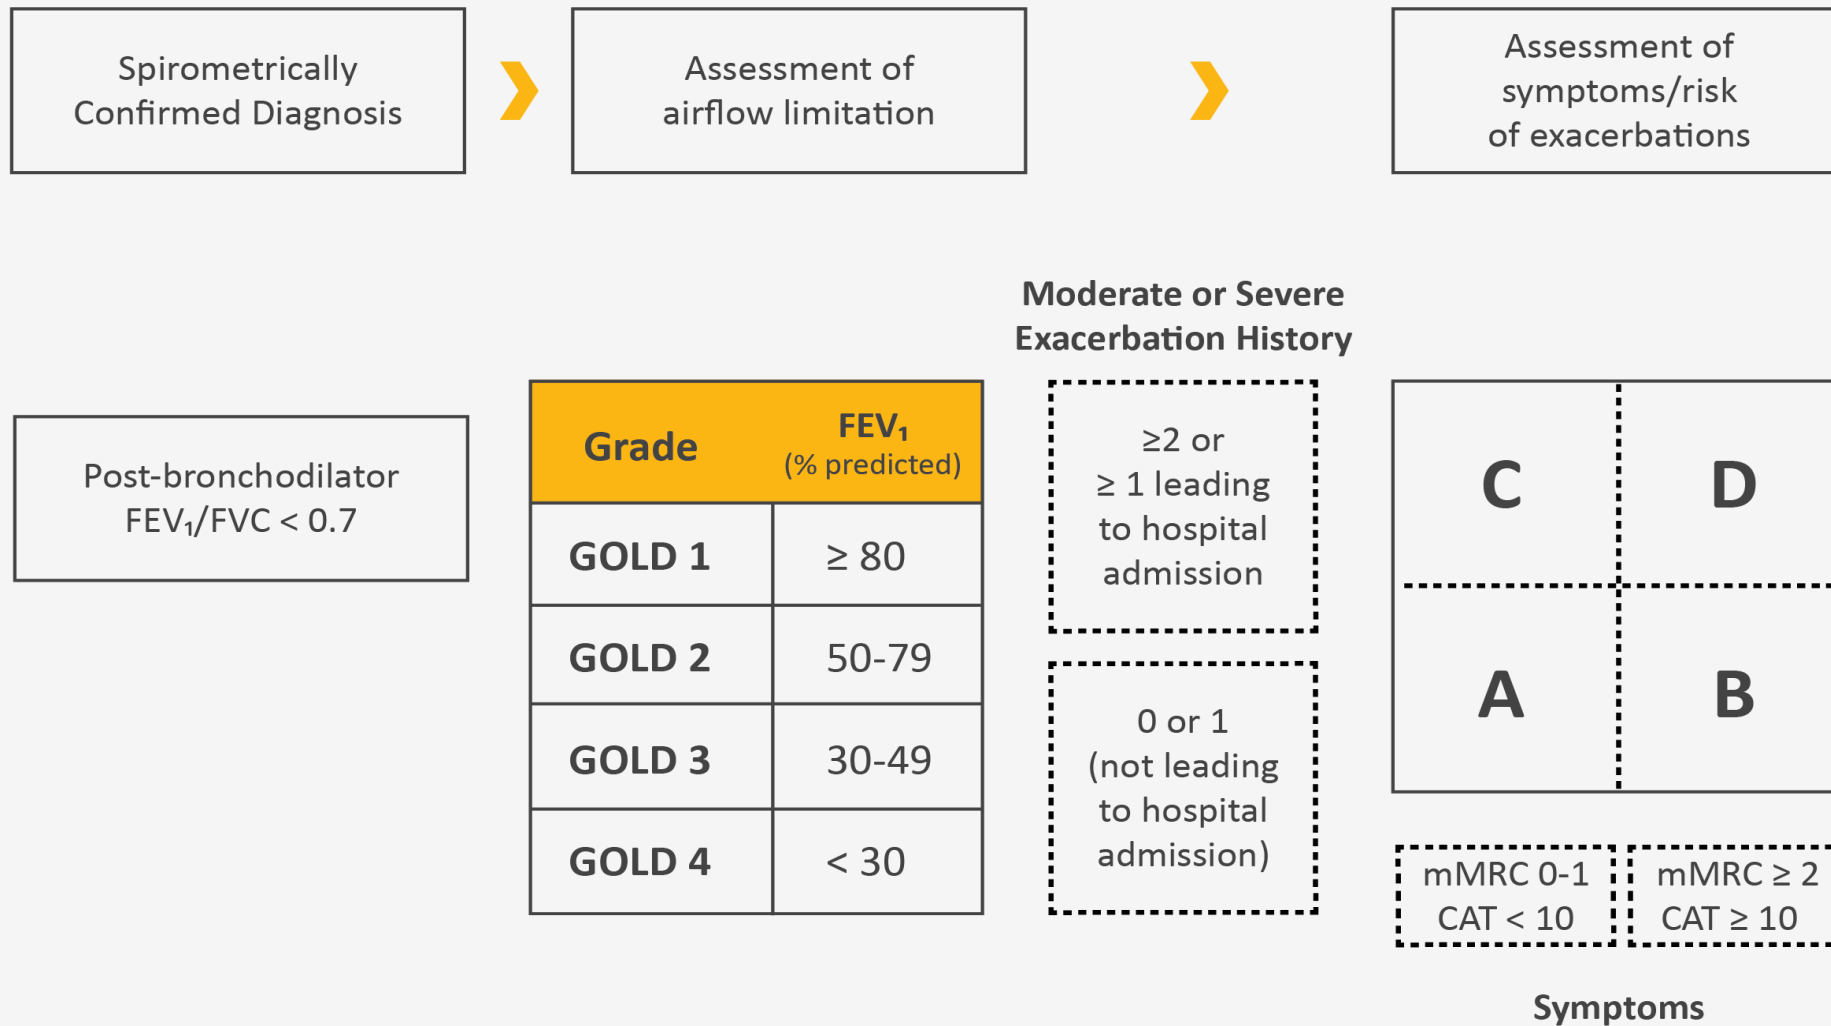 Spirometrically
Confirmed Diagnosis
Assessment of
airflow limitation
Assessment of
symptoms/risk
of exacerbations
Post-bronchodilator
FEV₁/FVC < 0.7
Grade
FEV₁
(% predicted)
GOLD 1
≥ 80
GOLD 2
50-79
GOLD 3
30-49
GOLD 4
< 30
Moderate or Severe
Exacerbation History
≥2 or
≥ 1 leading
to hospital
admission
0 or 1
(not leading
to hospital
admission)
C
D
A
B
mMRC 0-1
CAT < 10
mMRC ≥ 2
CAT ≥ 10
Symptoms